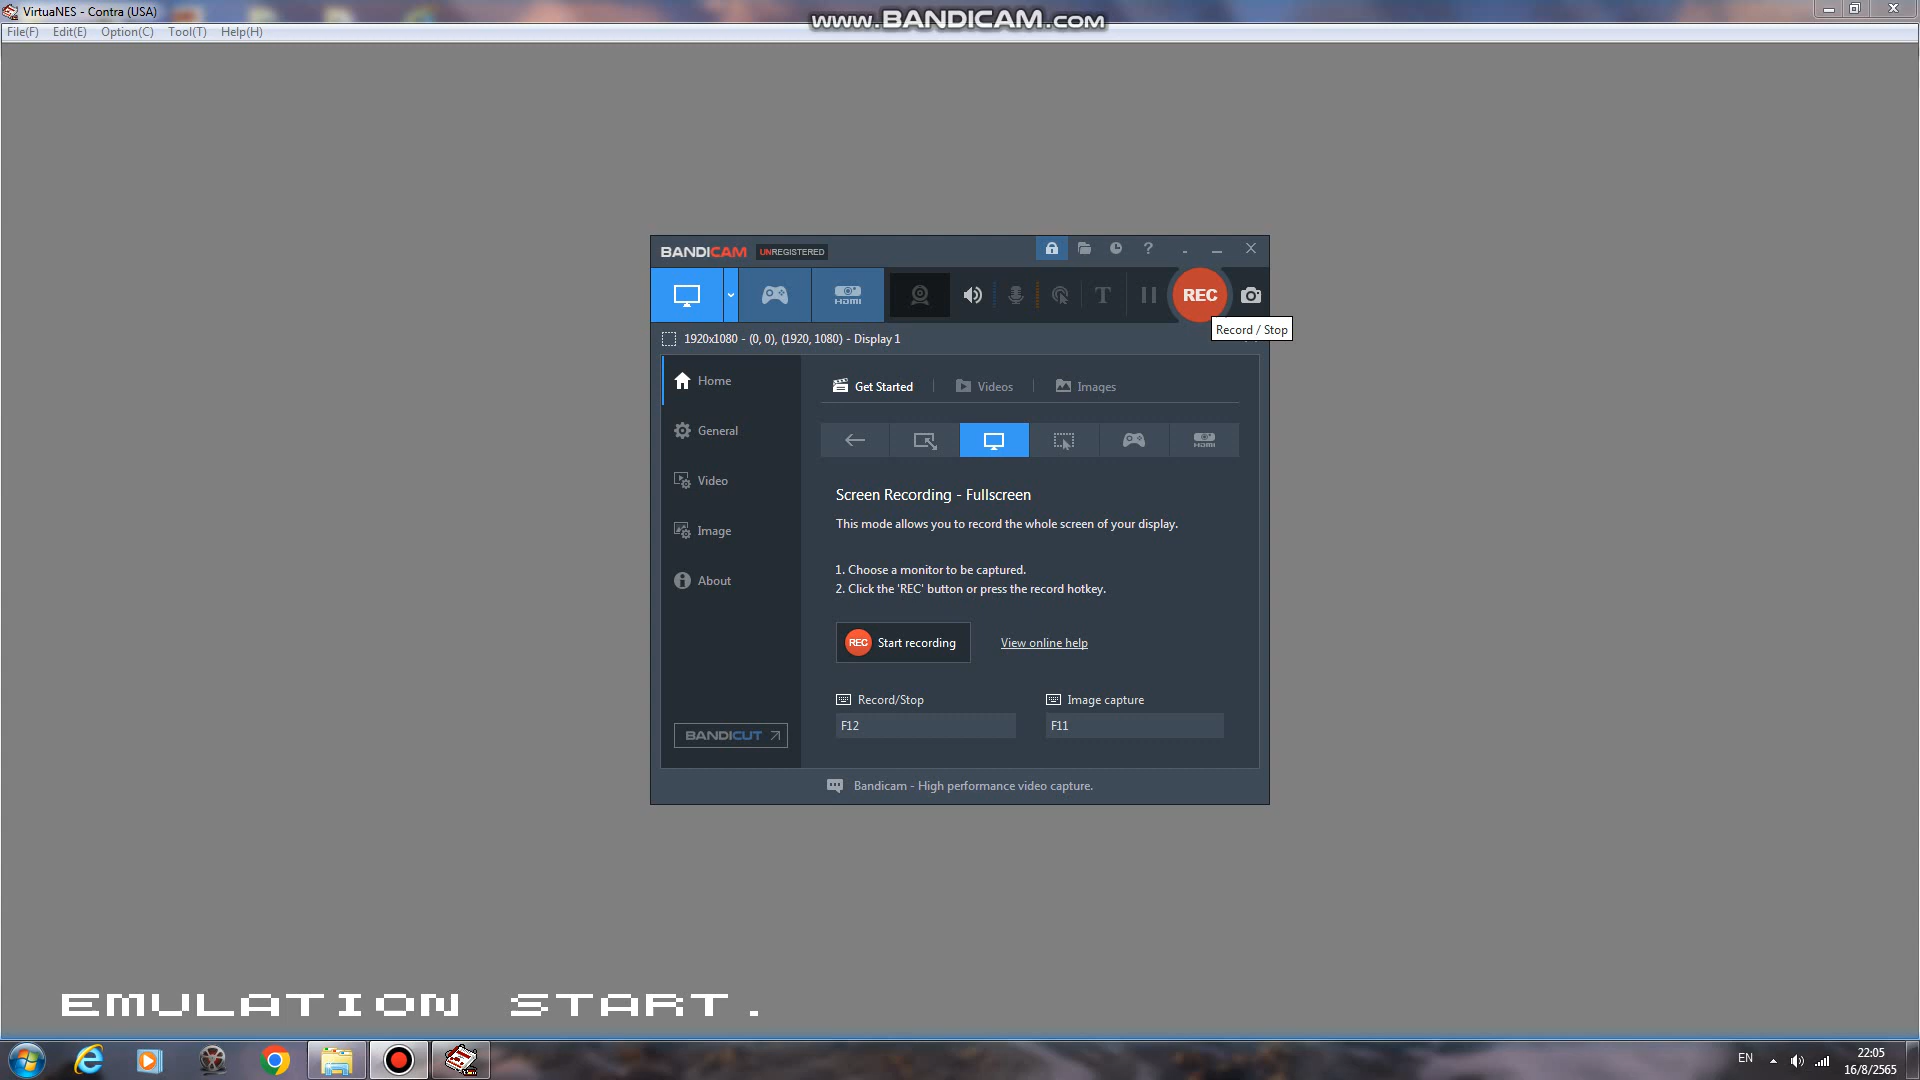 VirtuaNES - Contra (USA)
www.BANDICAM.com
File(F) Edit(E) Option(C) Tool(T) Help(H)
BANDICAM UNREGISTERED
?
HDMI
T
REC
Record / Stop
1920x1080 - (0, 0), (1920, 1080) - Display 1
Home
General
Video
Image
About
BANDICUT
Get Started
Videos
Images
HDMI
Screen Recording - Fullscreen
This mode allows you to record the whole screen of your display.
1. Choose a monitor to be captured.
2. Click the 'REC' button or press the record hotkey.
REC Start recording
View online help
Record/Stop
Image capture
F12
F11
Bandicam - High performance video capture.
EMULATION START.
EN
22:05
16/8/2565